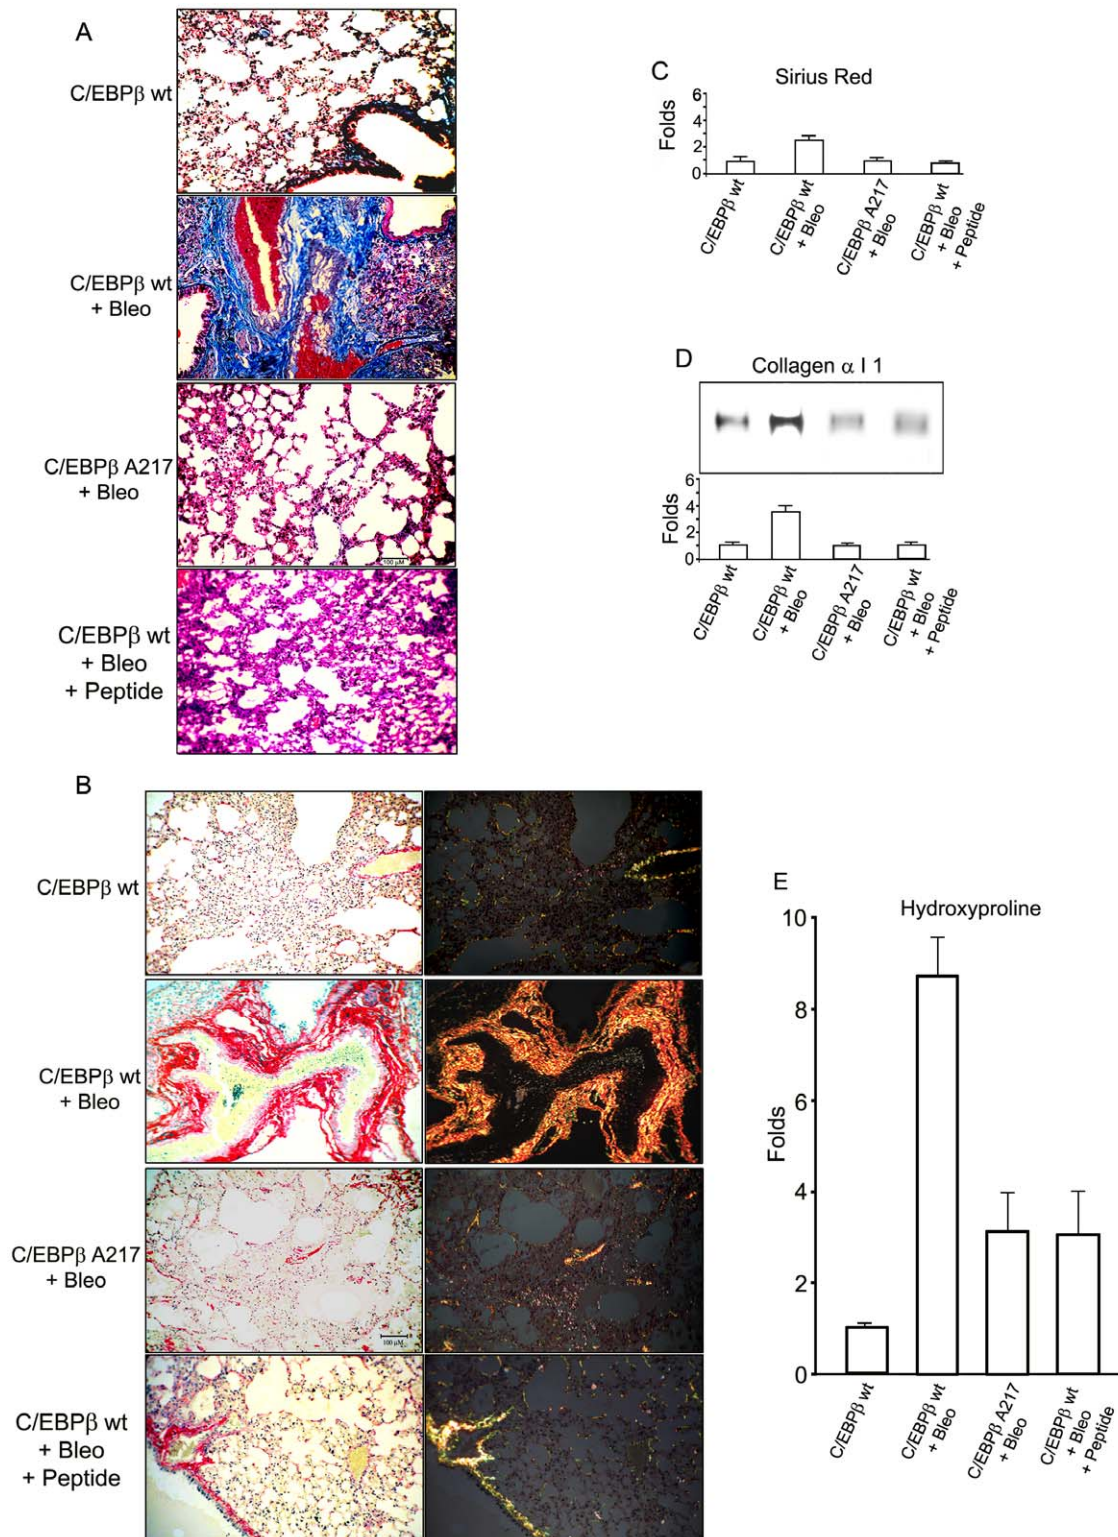 A
C/EBPβ wt
C/EBPβ wt
+ Bleo
C/EBPβ A217
+ Bleo
100 μM
C/EBPβ wt
+ Bleo
+ Peptide
B
C/EBPβ wt
C/EBPβ wt
+ Bleo
C/EBPβ A217
+ Bleo
100 μM
C/EBPβ wt
+ Bleo
+ Peptide
C
Sirius Red
Folds
6
4
2
0
C/EBPβ wt
C/EBPβ wt
+ Bleo
C/EBPβ A217
+ Bleo
C/EBPβ wt
+ Bleo
+ Peptide
D
Collagen α I 1
Folds
6
4
2
0
C/EBPβ wt
C/EBPβ wt
+ Bleo
C/EBPβ A217
+ Bleo
C/EBPβ wt
+ Bleo
+ Peptide
E
Hydroxyproline
Folds
10
8
6
4
2
0
C/EBPβ wt
C/EBPβ wt
+ Bleo
C/EBPβ A217
+ Bleo
C/EBPβ wt
+ Bleo
+ Peptide